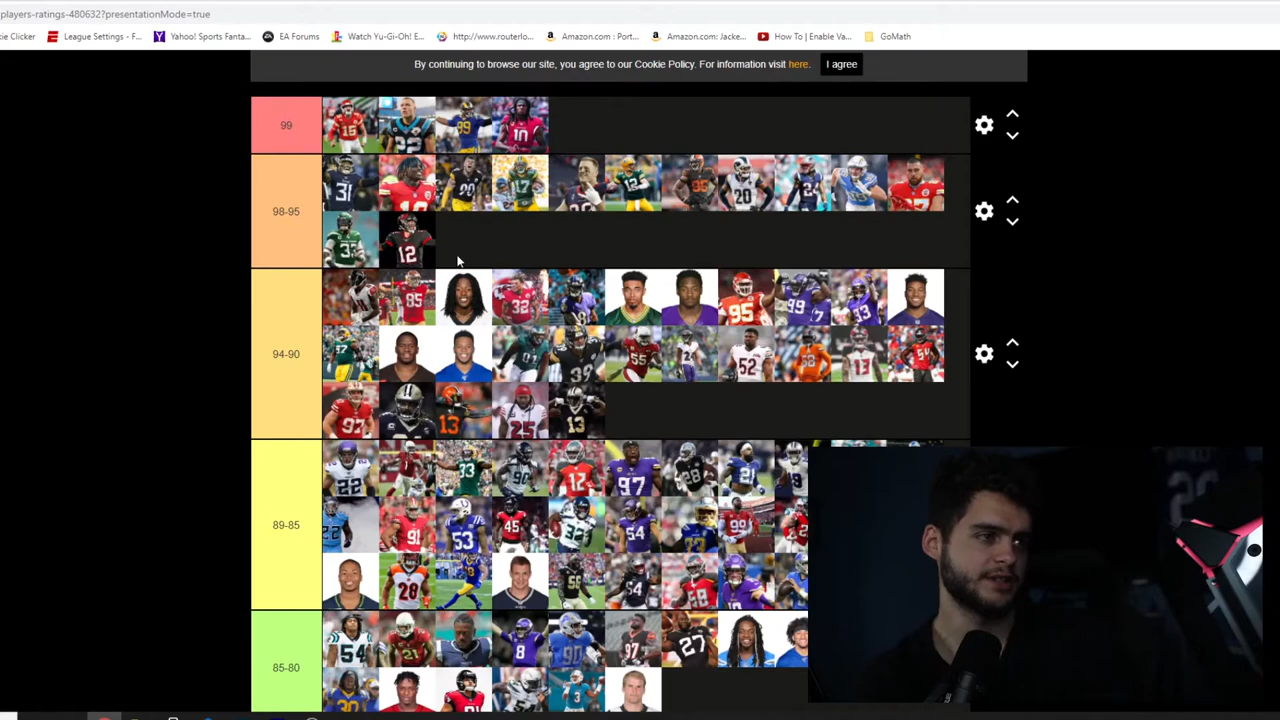 players-ratings-480632?presentationMode=true
ie Clicker League Settings - F... Yahoo! Sports Fanta... EA Forums Watch Yu-Gi-Oh! E... http://www.routerlo... Amazon.com : Port... Amazon.com: Jacke... How To | Enable Va... GoMath
By continuing to browse our site, you agree to our Cookie Policy. For information visit here. I agree
99
98-95
94-90
89-85
85-80